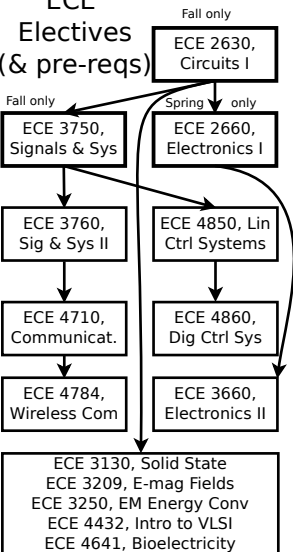 ECE
Electives
(& pre-reqs)
Fall only
ECE 2630,
Circuits I
Fall only
Spring only
ECE 3750,
Signals & Sys
ECE 2660,
Electronics I
ECE 3760,
Sig & Sys II
ECE 4850, Lin
Ctrl Systems
ECE 4710,
Communicat.
ECE 4860,
Dig Ctrl Sys
ECE 4784,
Wireless Com
ECE 3660,
Electronics II
ECE 3130, Solid State
ECE 3209, E-mag Fields
ECE 3250, EM Energy Conv
ECE 4432, Intro to VLSI
ECE 4641, Bioelectricity